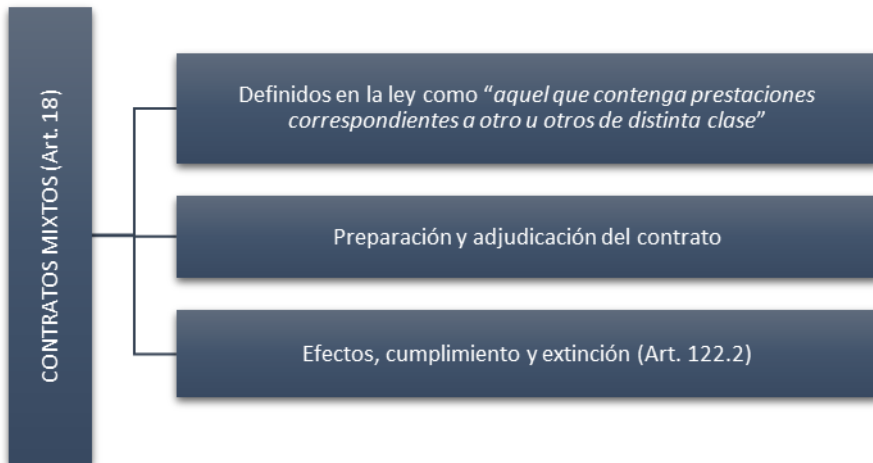 CONTRATOS MIXTOS (Art. 18)
Definidos en la ley como “aquel que contenga prestaciones
correspondientes a otro u otros de distinta clase”
Preparación y adjudicación del contrato
Efectos, cumplimiento y extinción (Art. 122.2)